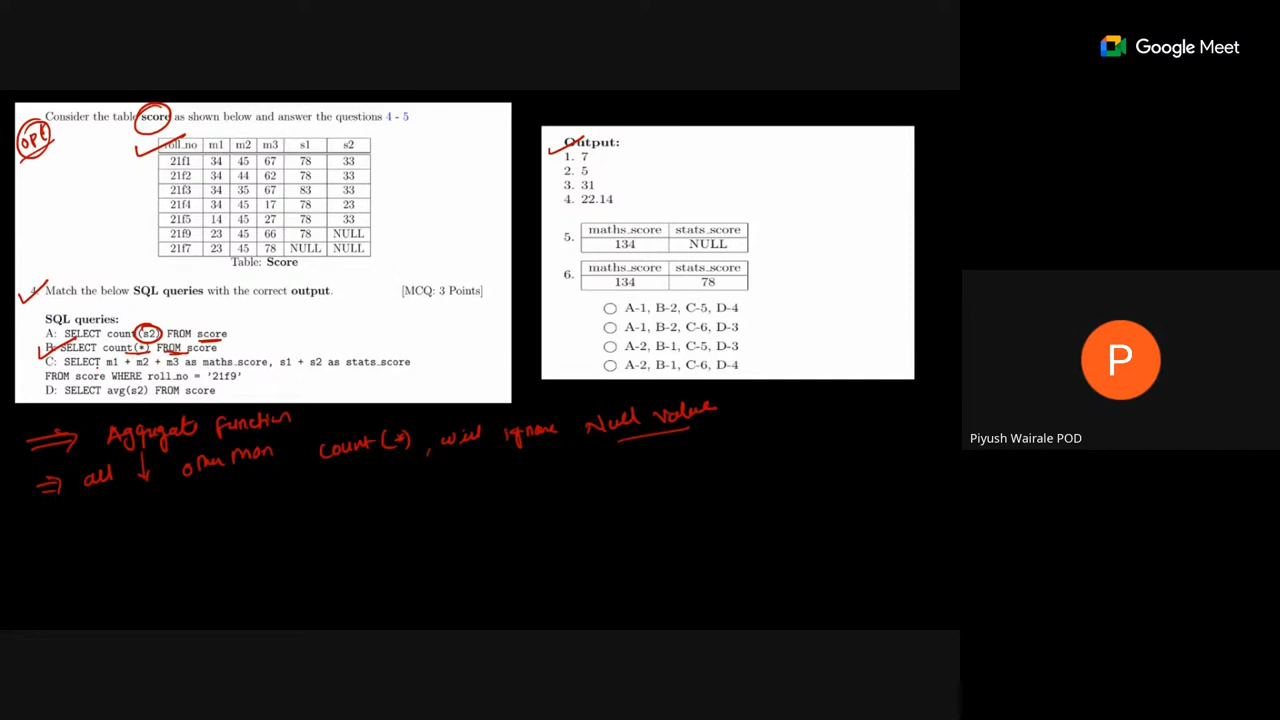 Google Meet
Consider the table score as shown below and answer the questions 4 - 5
OPE
roll_no m1 m2 m3 s1 s2
21f1 34 45 67 78 33
21f2 34 44 62 78 33
21f3 34 35 67 83 33
21f4 34 45 17 78 23
21f5 14 45 27 78 33
21f9 23 45 66 78 NULL
21f7 23 45 78 NULL NULL
Table: Score
4. Match the below SQL queries with the correct output. [MCQ: 3 Points]
SQL queries:
A: SELECT count(s2) FROM score
B: SELECT count(*) FROM score
C: SELECT m1 + m2 + m3 as maths_score, s1 + s2 as stats_score
FROM score WHERE roll_no = '21f9'
D: SELECT avg(s2) FROM score
Output:
1. 7
2. 5
3. 31
4. 22.14
5. maths_score stats_score
134 NULL
6. maths_score stats_score
134 78
A-1, B-2, C-5, D-4
A-1, B-2, C-6, D-3
A-2, B-1, C-5, D-3
A-2, B-1, C-6, D-4
⇒ Aggregate function
⇒ all other than count(*), will ignore Null value
P
Piyush Wairale POD